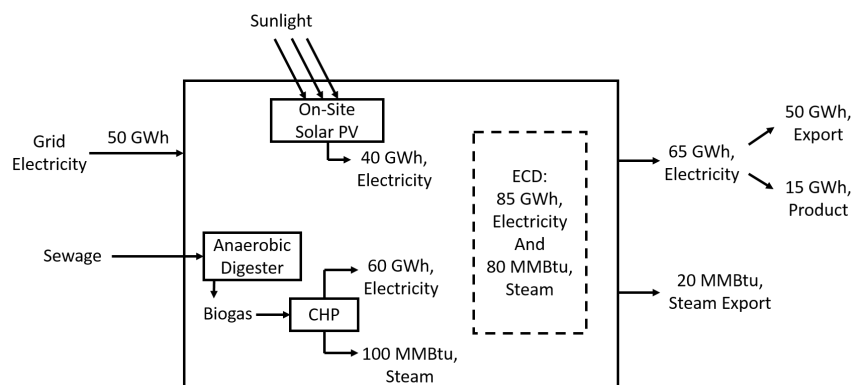 Sunlight
On-Site
Solar PV
50 GWh
Grid
Electricity
40 GWh,
Electricity
ECD:
85 GWh,
Electricity
And
80 MMBtu,
Steam
65 GWh,
Electricity
50 GWh,
Export
15 GWh,
Product
Sewage
Anaerobic
Digester
Biogas
CHP
60 GWh,
Electricity
100 MMBtu,
Steam
20 MMBtu,
Steam Export